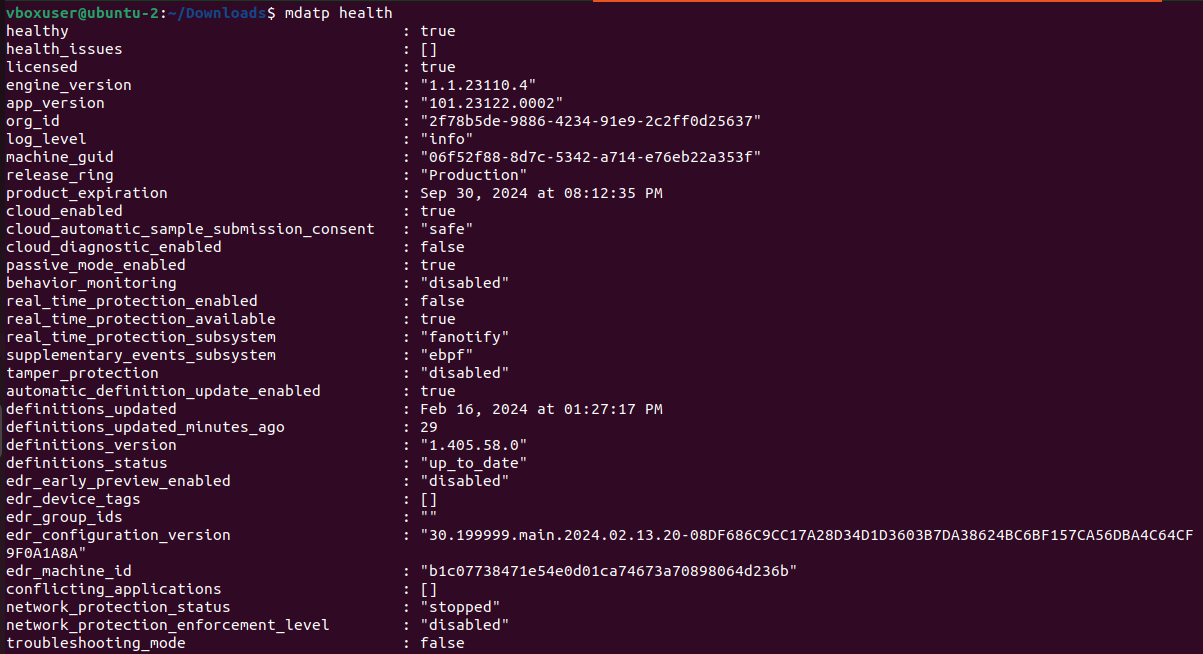 vboxuser@ubuntu-2:~/Downloads$ mdatp health
healthy : true
health_issues : []
licensed : true
engine_version : "1.1.23110.4"
app_version : "101.23122.0002"
org_id : "2f78b5de-9886-4234-91e9-2c2ff0d25637"
log_level : "info"
machine_guid : "06f52f88-8d7c-5342-a714-e76eb22a353f"
release_ring : "Production"
product_expiration : Sep 30, 2024 at 08:12:35 PM
cloud_enabled : true
cloud_automatic_sample_submission_consent : "safe"
cloud_diagnostic_enabled : false
passive_mode_enabled : true
behavior_monitoring : "disabled"
real_time_protection_enabled : false
real_time_protection_available : true
real_time_protection_subsystem : "fanotify"
supplementary_events_subsystem : "ebpf"
tamper_protection : "disabled"
automatic_definition_update_enabled : true
definitions_updated : Feb 16, 2024 at 01:27:17 PM
definitions_updated_minutes_ago : 29
definitions_version : "1.405.58.0"
definitions_status : "up_to_date"
edr_early_preview_enabled : "disabled"
edr_device_tags : []
edr_group_ids : ""
edr_configuration_version : "30.199999.main.2024.02.13.20-08DF686C9CC17A28D34D1D3603B7DA38624BC6BF157CA56DBA4C64CF
9F0A1A8A"
edr_machine_id : "b1c07738471e54e0d01ca74673a70898064d236b"
conflicting_applications : []
network_protection_status : "stopped"
network_protection_enforcement_level : "disabled"
troubleshooting_mode : false